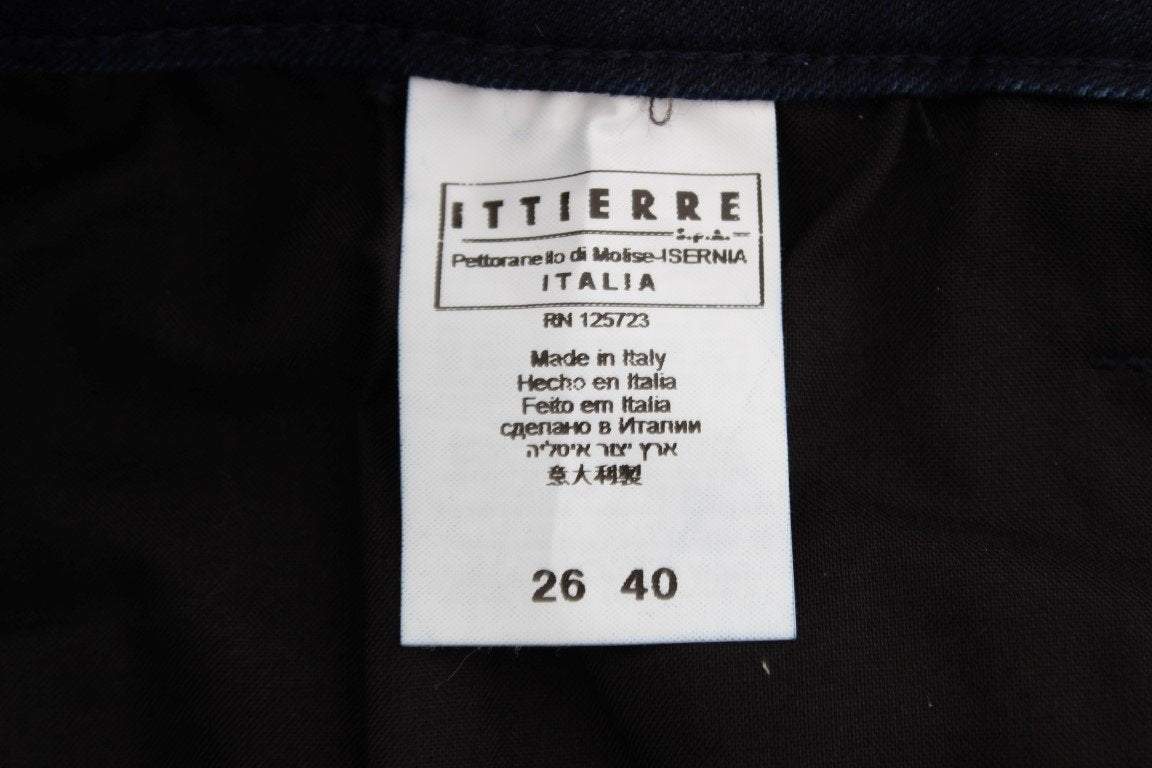 ITTIERRE
S.p.A.
Pettoranello di Molise-ISERNIA
ITALIA
RN 125723
Made in Italy
Hecho en Italia
Feito em Italia
сделано в Италии
ארץ יצור איטליה
意大利製
26 40